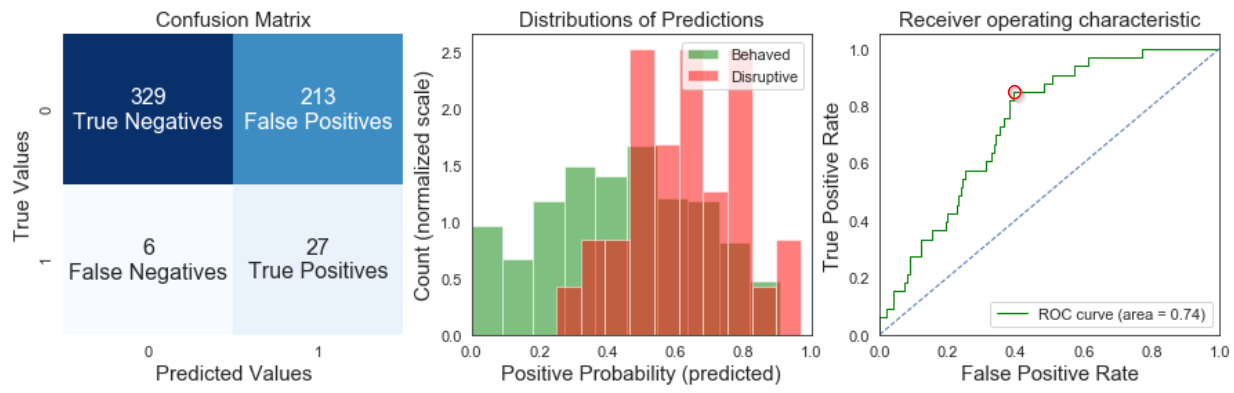 Confusion Matrix
True Values
0
1
329
True Negatives
213
False Positives
6
False Negatives
27
True Positives
0
1
Predicted Values
Distributions of Predictions
Count (normalized scale)
2.5
2.0
1.5
1.0
0.5
0.0
Behaved
Disruptive
0.0
0.2
0.4
0.6
0.8
1.0
Positive Probability (predicted)
Receiver operating characteristic
True Positive Rate
1.0
0.8
0.6
0.4
0.2
0.0
ROC curve (area = 0.74)
0.0
0.2
0.4
0.6
0.8
1.0
False Positive Rate